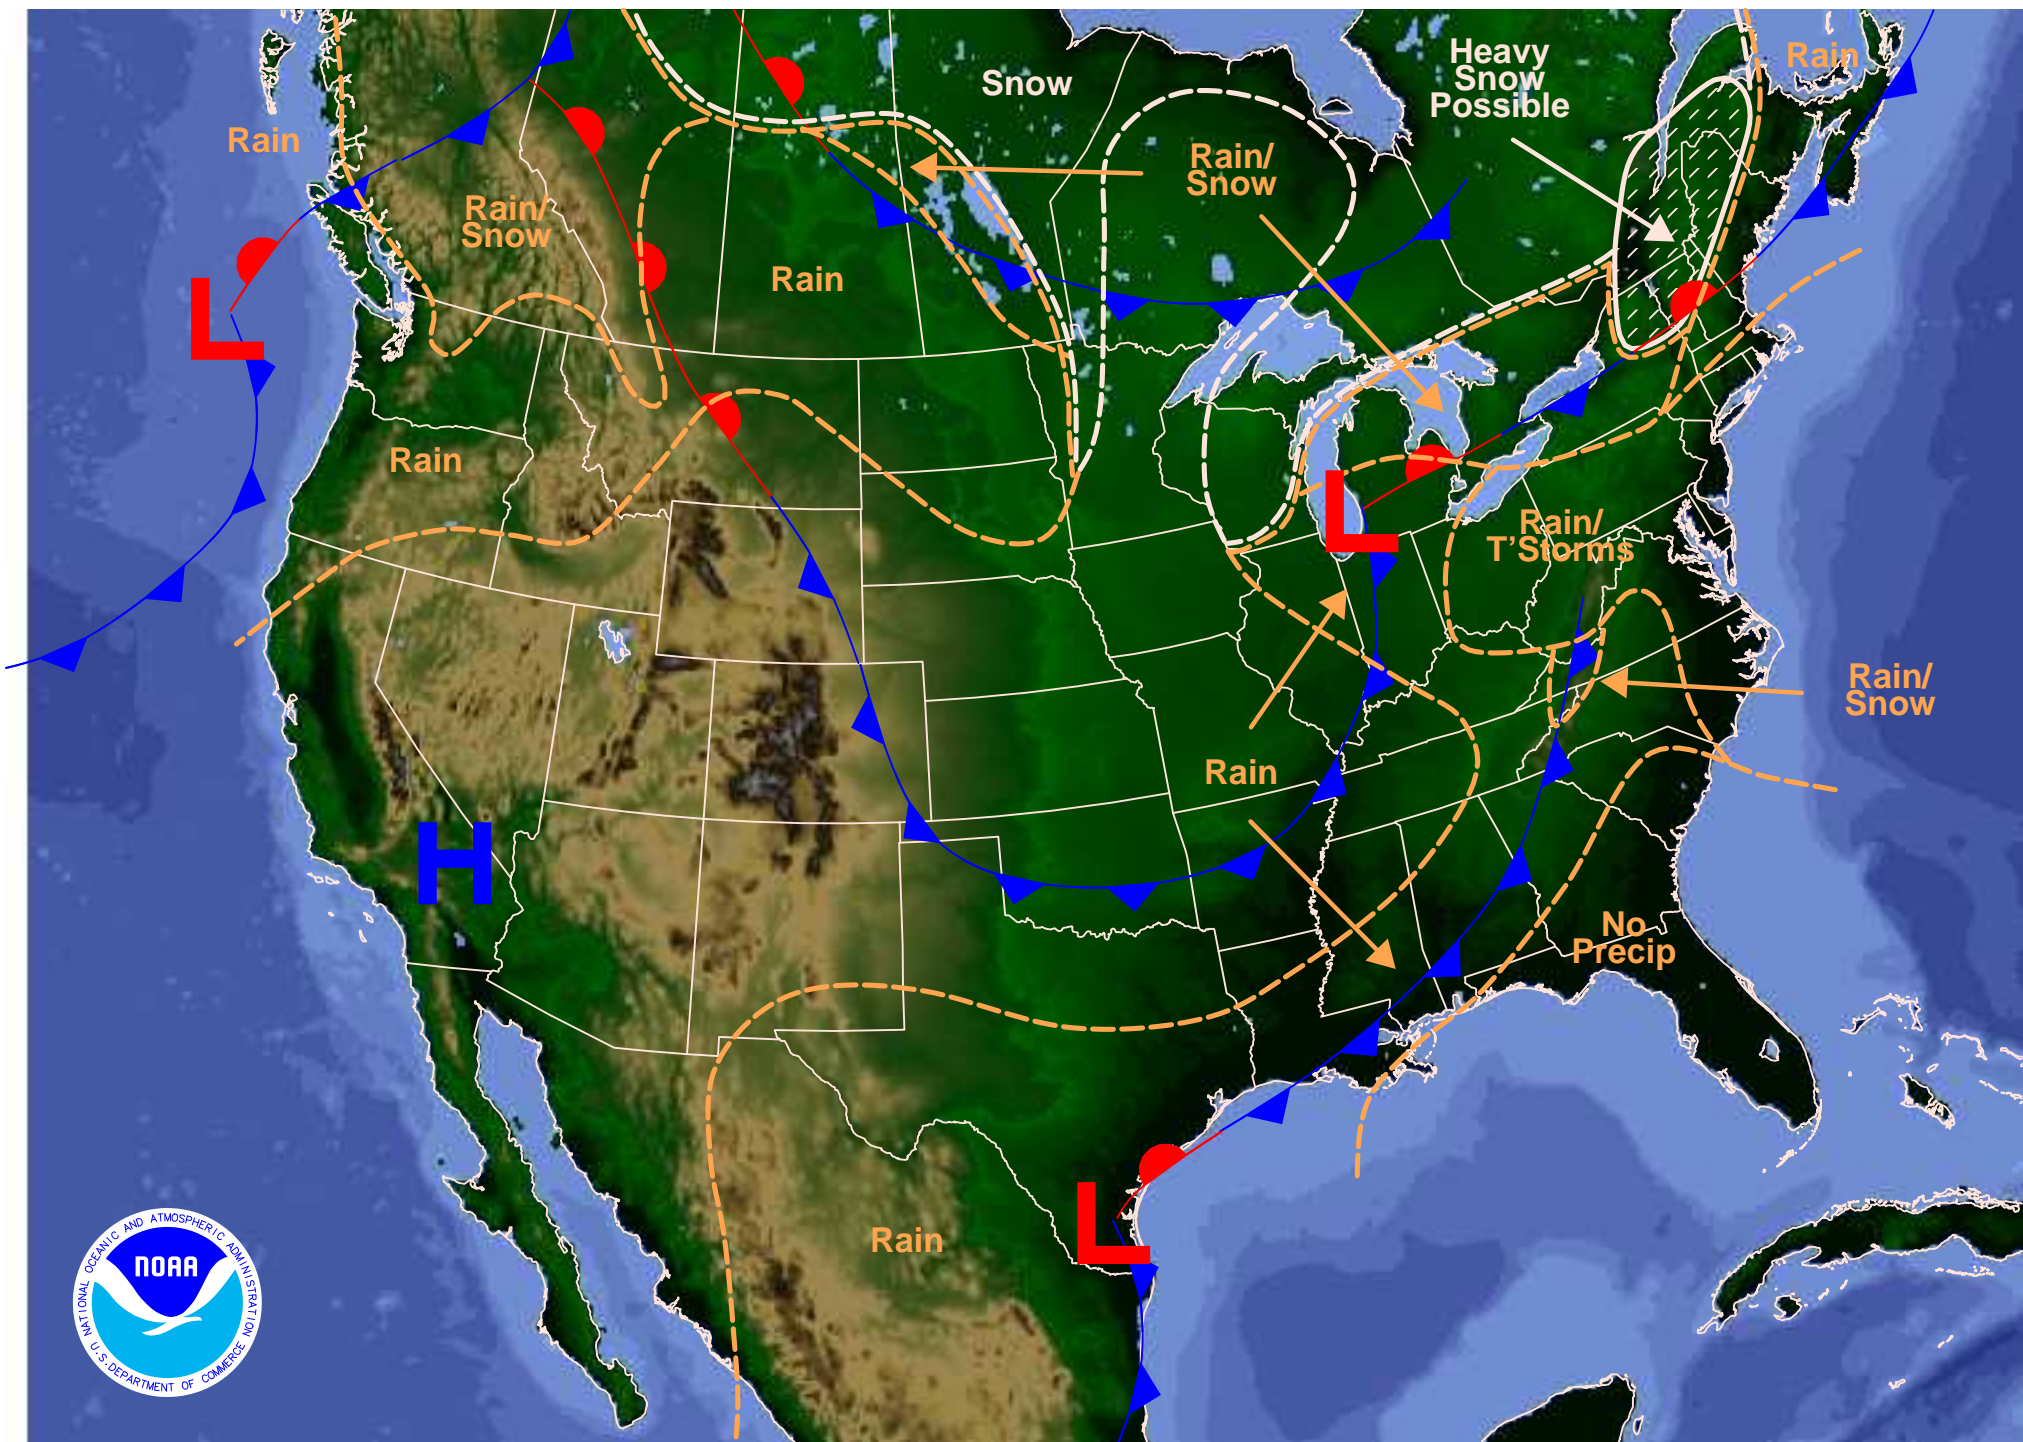 Heavy
Snow
Possible
Rain
Snow
Rain
Rain/
Snow
Rain/
Snow
Rain
Rain
Rain/
T'Storms
L
L
Rain/
Snow
Rain
H
No
Precip
Rain
L
NATIONAL OCEANIC AND ATMOSPHERIC ADMINISTRATION
NOAA
U.S. DEPARTMENT OF COMMERCE